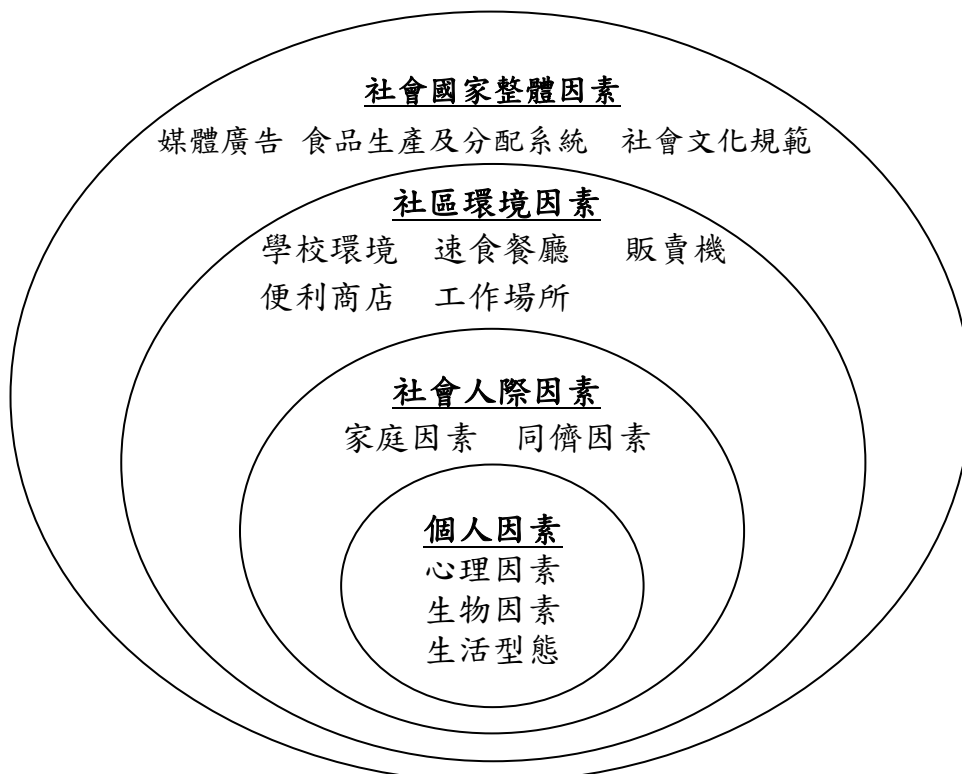 社會國家整體因素
媒體廣告 食品生產及分配系統 社會文化規範
社區環境因素
學校環境 速食餐廳 販賣機
便利商店 工作場所
社會人際因素
家庭因素 同儕因素
個人因素
心理因素
生物因素
生活型態